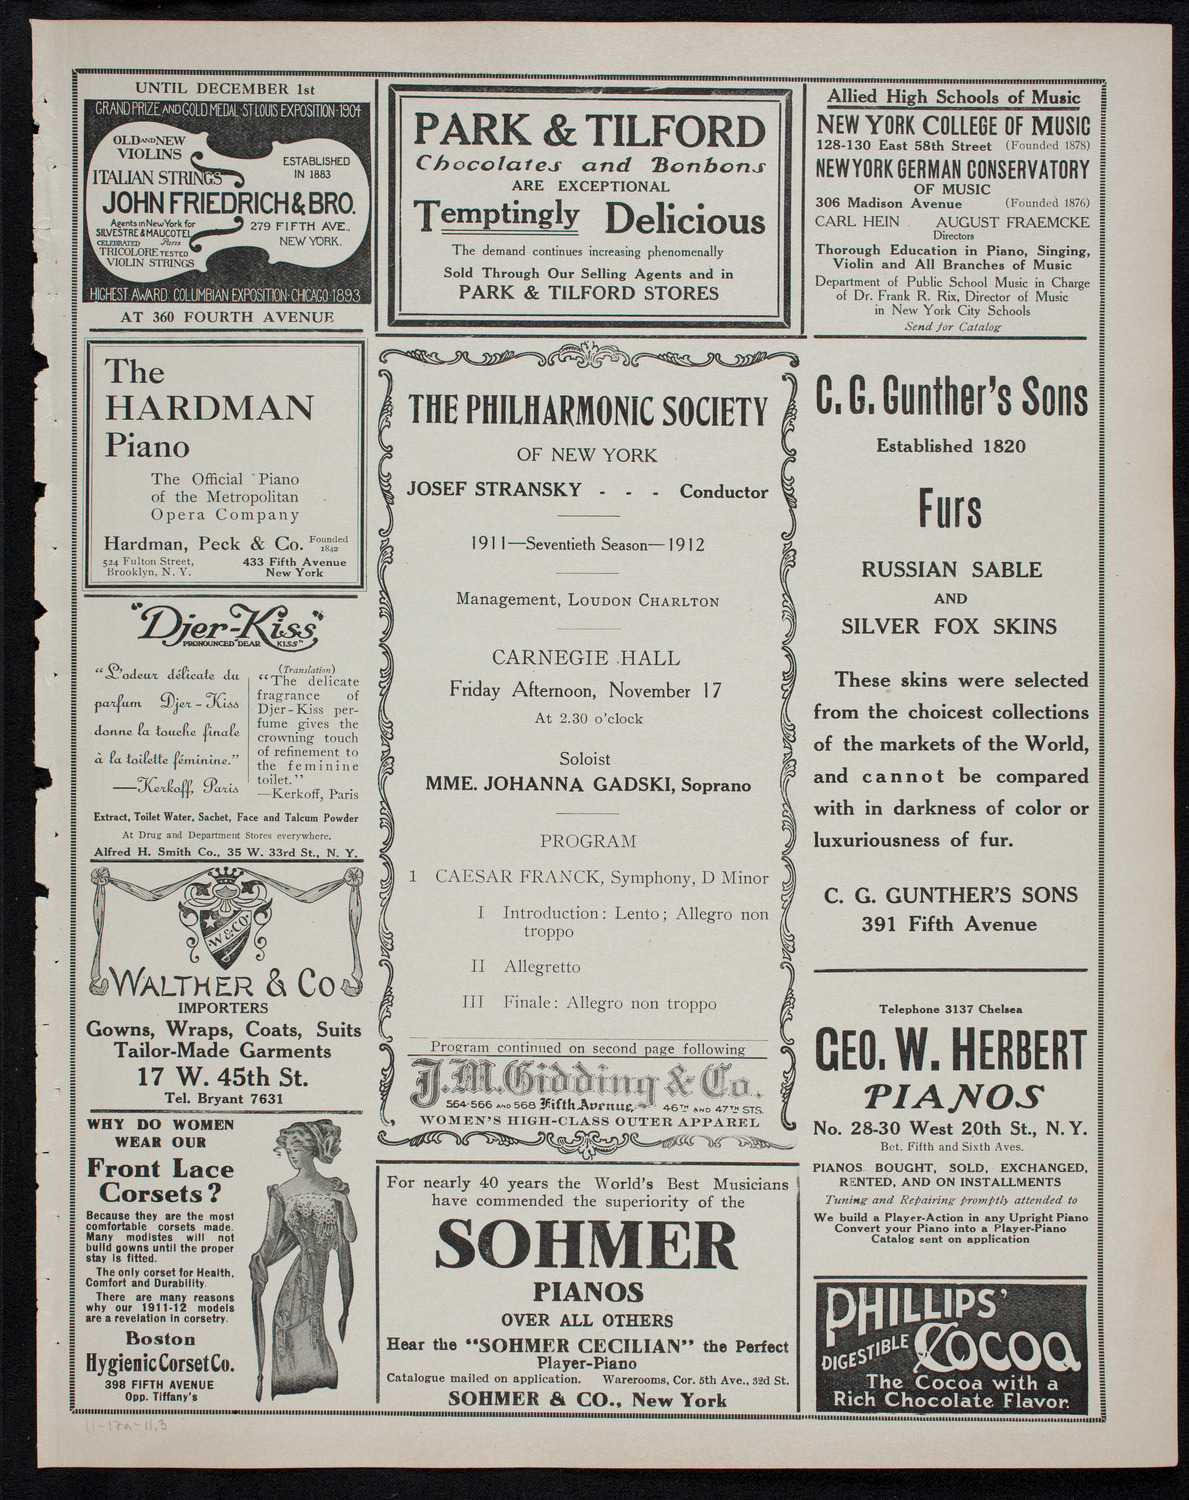 UNTIL DECEMBER 1st
GRAND PRIZE AND GOLD MEDAL·ST LOUIS EXPOSITION·1904
OLD AND NEW
VIOLINS
ITALIAN STRINGS
ESTABLISHED
IN 1883
JOHN FRIEDRICH & BRO.
Agents in New York for
SILVESTRE & MAUCOTEL
CELEBRATED Paris
TRICOLORE TESTED
VIOLIN STRINGS
279 FIFTH AVE.
NEW YORK.
HIGHEST AWARD COLUMBIAN EXPOSITION·CHICAGO·1893
AT 360 FOURTH AVENUE
The
HARDMAN
Piano
The Official Piano
of the Metropolitan
Opera Company
Hardman, Peck & Co. Founded 1842
524 Fulton Street,
Brooklyn, N. Y.
433 Fifth Avenue
New York
"Djer-Kiss"
PRONOUNCED "DEAR KISS"
"L'odeur délicate du
parfum Djer-Kiss
donne la touche finale
à la toilette féminine."
—Kerkoff, Paris
(Translation)
"The delicate
fragrance of
Djer-Kiss per-
fume gives the
crowning touch
of refinement to
the feminine
toilet."
—Kerkoff, Paris
Extract, Toilet Water, Sachet, Face and Talcum Powder
At Drug and Department Stores everywhere.
Alfred H. Smith Co., 35 W. 33rd St., N. Y.
W & CO.
WALTHER & CO
IMPORTERS
Gowns, Wraps, Coats, Suits
Tailor-Made Garments
17 W. 45th St.
Tel. Bryant 7631
WHY DO WOMEN
WEAR OUR
Front Lace
Corsets?
Because they are the most
comfortable corsets made.
Many modistes will not
build gowns until the proper
stay is fitted.
The only corset for Health,
Comfort and Durability.
There are many reasons
why our 1911-12 models
are a revelation in corsetry.
Boston
Hygienic Corset Co.
398 FIFTH AVENUE
Opp. Tiffany's
PARK & TILFORD
Chocolates and Bonbons
ARE EXCEPTIONAL
Temptingly Delicious
The demand continues increasing phenomenally
Sold Through Our Selling Agents and in
PARK & TILFORD STORES
THE PHILHARMONIC SOCIETY
OF NEW YORK
JOSEF STRANSKY - - - Conductor
1911—Seventieth Season—1912
Management, LOUDON CHARLTON
CARNEGIE HALL
Friday Afternoon, November 17
At 2.30 o'clock
Soloist
MME. JOHANNA GADSKI, Soprano
PROGRAM
1 CAESAR FRANCK, Symphony, D Minor
I Introduction: Lento; Allegro non
troppo
II Allegretto
III Finale: Allegro non troppo
Program continued on second page following
J.M. Gidding & Co.
564-566 AND 568 Fifth Avenue 46TH AND 47TH STS.
WOMEN'S HIGH-CLASS OUTER APPAREL
For nearly 40 years the World's Best Musicians
have commended the superiority of the
SOHMER
PIANOS
OVER ALL OTHERS
Hear the "SOHMER CECILIAN" the Perfect
Player-Piano
Catalogue mailed on application. Warerooms, Cor. 5th Ave., 32d St.
SOHMER & CO., New York
Allied High Schools of Music
NEW YORK COLLEGE OF MUSIC
128-130 East 58th Street (Founded 1878)
NEW YORK GERMAN CONSERVATORY
OF MUSIC
306 Madison Avenue (Founded 1876)
CARL HEIN AUGUST FRAEMCKE
Directors
Thorough Education in Piano, Singing,
Violin and All Branches of Music
Department of Public School Music in Charge
of Dr. Frank R. Rix, Director of Music
in New York City Schools
Send for Catalog
C. G. Gunther's Sons
Established 1820
Furs
RUSSIAN SABLE
AND
SILVER FOX SKINS
These skins were selected
from the choicest collections
of the markets of the World,
and cannot be compared
with in darkness of color or
luxuriousness of fur.
C. G. GUNTHER'S SONS
391 Fifth Avenue
Telephone 3137 Chelsea
GEO. W. HERBERT
PIANOS
No. 28-30 West 20th St., N. Y.
Bet. Fifth and Sixth Aves.
PIANOS BOUGHT, SOLD, EXCHANGED,
RENTED, AND ON INSTALLMENTS
Tuning and Repairing promptly attended to
We build a Player-Action in any Upright Piano
Convert your Piano into a Player-Piano
Catalog sent on application
PHILLIPS'
DIGESTIBLE COCOA
The Cocoa with a
Rich Chocolate Flavor.
11-17a-11,3